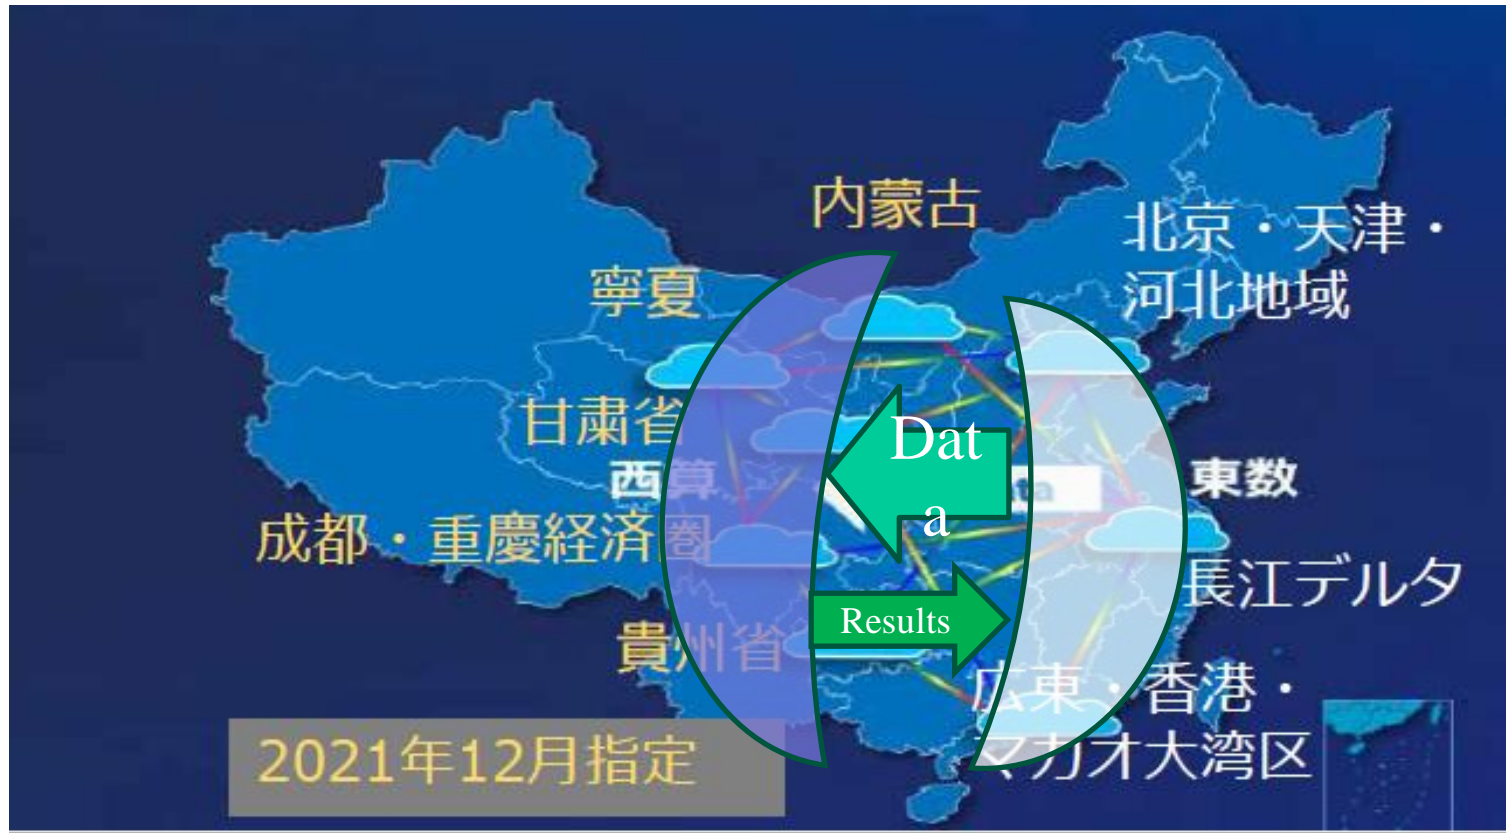 内蒙古
北京・天津・
河北地域
寧夏
甘粛省
西算
東数
Dat
a
ta
成都・重慶経済圏
長江デルタ
Results
貴州省
広東・香港・
マカオ大湾区
2021年12月指定